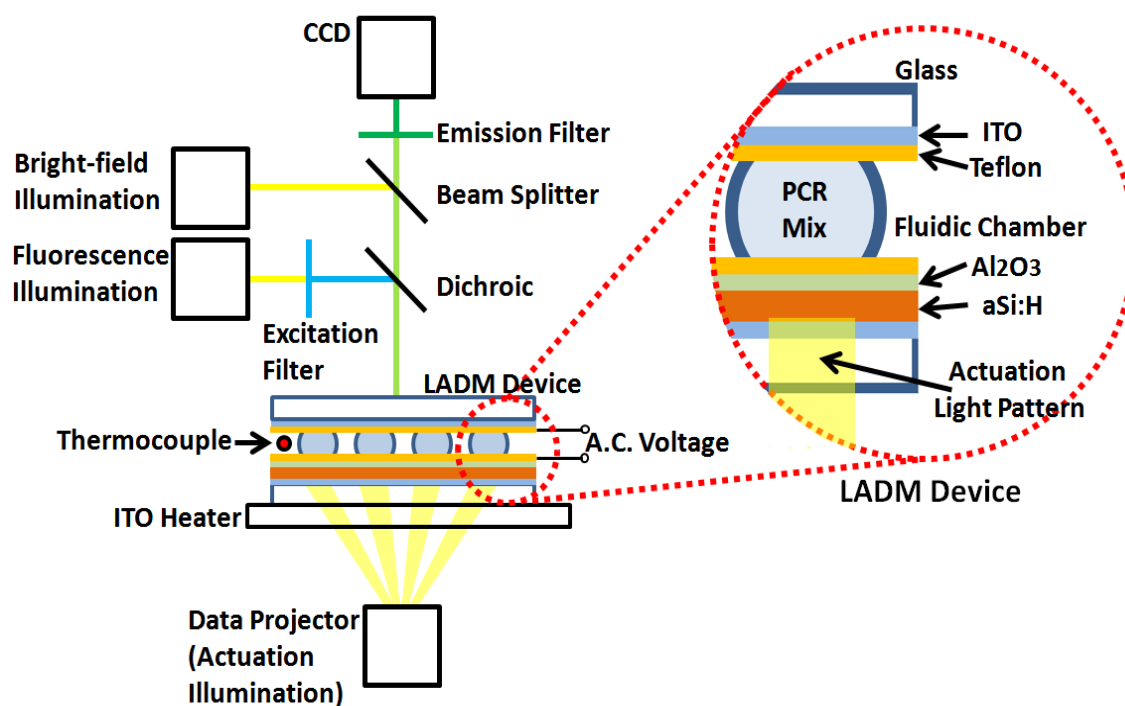 CCD
Emission Filter
Bright-field
Illumination
Beam Splitter
Fluorescence
Illumination
Dichroic
Excitation
Filter
LADM Device
Thermocouple
A.C. Voltage
ITO Heater
Data Projector
(Actuation
Illumination)
Glass
ITO
Teflon
PCR
Mix
Fluidic Chamber
Al2O3
aSi:H
Actuation
Light Pattern
LADM Device